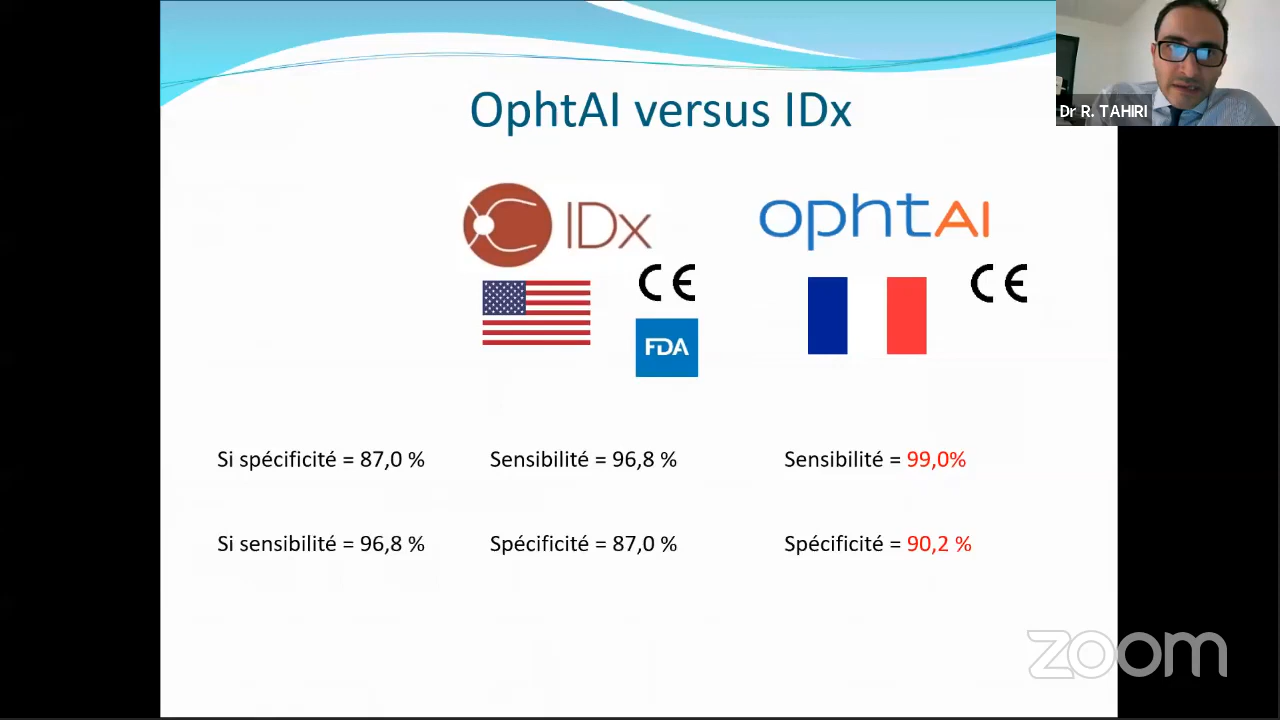 Dr R. TAHIRI
OphtAI versus IDx
IDx
ophtAI
CE
CE
FDA
Si spécificité = 87,0 %
Sensibilité = 96,8 %
Sensibilité = 99,0%
Si sensibilité = 96,8 %
Spécificité = 87,0 %
Spécificité = 90,2 %
zoom